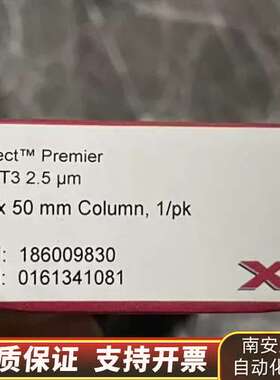 ect™ Premier
T3 2.5 µm
x 50 mm Column, 1/pk
: 186009830
: 0161341081
X
质保证 支持开票
南安
自动化